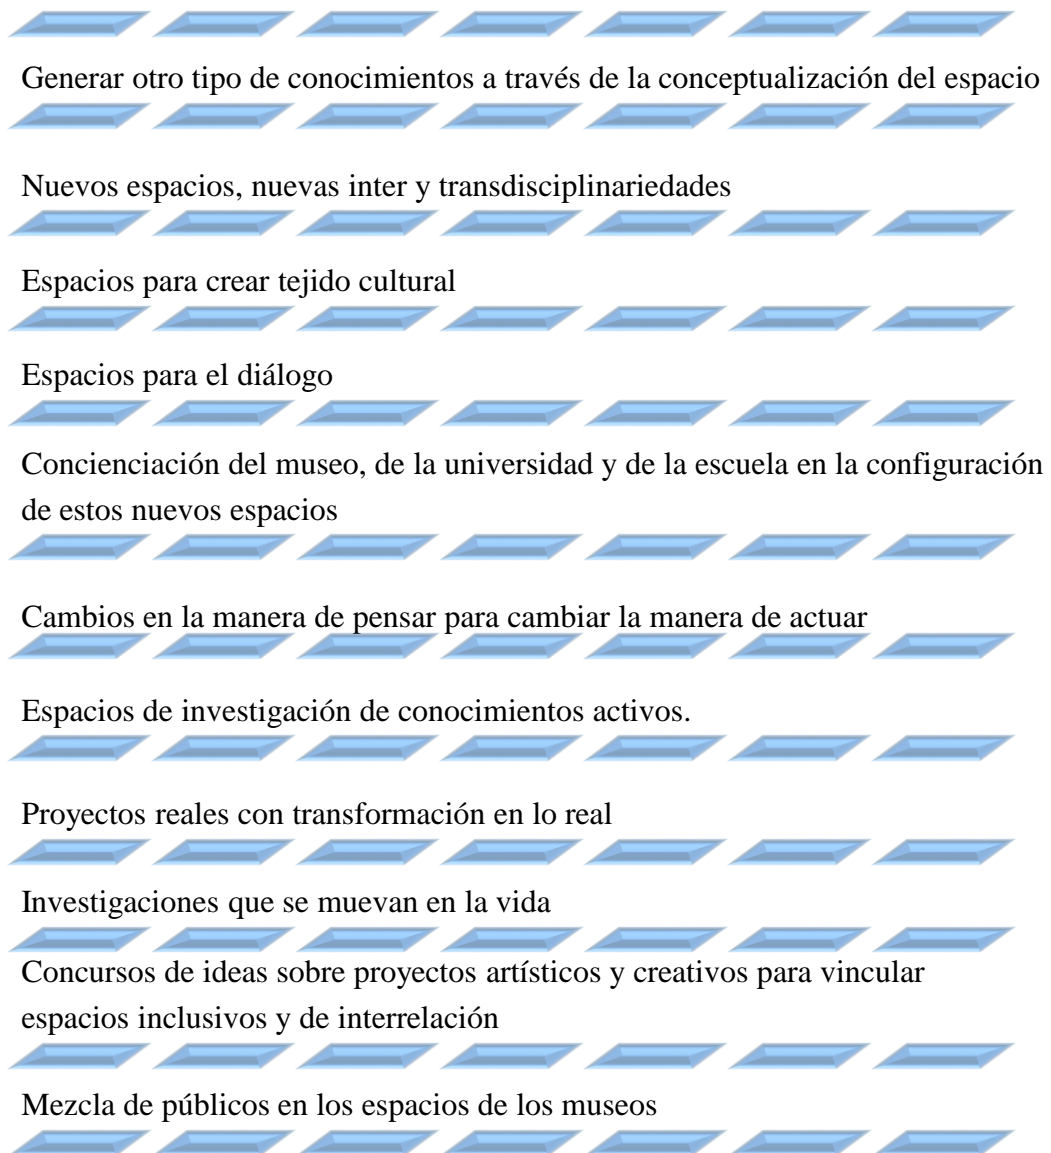 Generar otro tipo de conocimientos a través de la conceptualización del espacio
Nuevos espacios, nuevas inter y transdisciplinariedades
Espacios para crear tejido cultural
Espacios para el diálogo
Concienciación del museo, de la universidad y de la escuela en la configuración
de estos nuevos espacios
Cambios en la manera de pensar para cambiar la manera de actuar
Espacios de investigación de conocimientos activos.
Proyectos reales con transformación en lo real
Investigaciones que se muevan en la vida
Concursos de ideas sobre proyectos artísticos y creativos para vincular
espacios inclusivos y de interrelación
Mezcla de públicos en los espacios de los museos